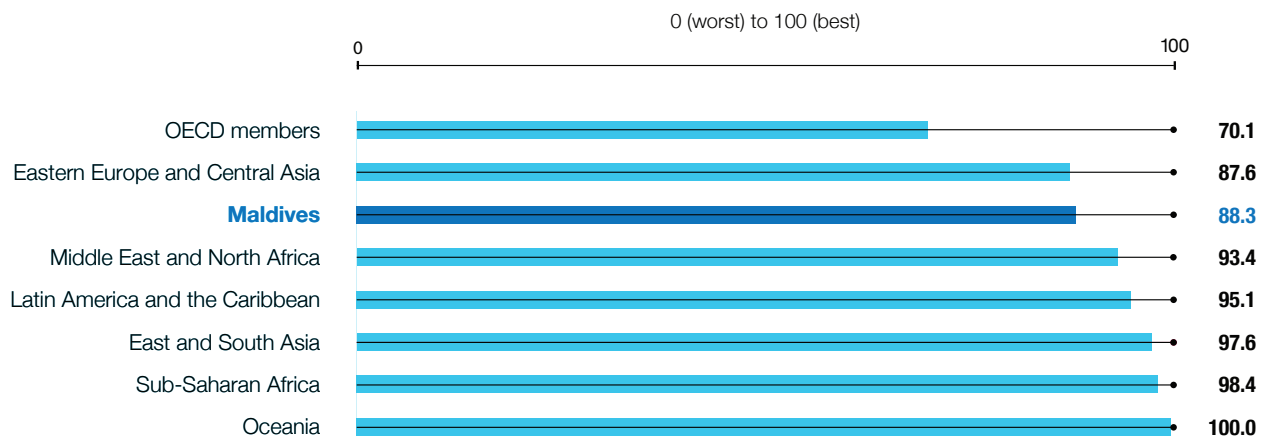 0 (worst) to 100 (best)
0 100
OECD members 70.1
Eastern Europe and Central Asia 87.6
Maldives 88.3
Middle East and North Africa 93.4
Latin America and the Caribbean 95.1
East and South Asia 97.6
Sub-Saharan Africa 98.4
Oceania 100.0